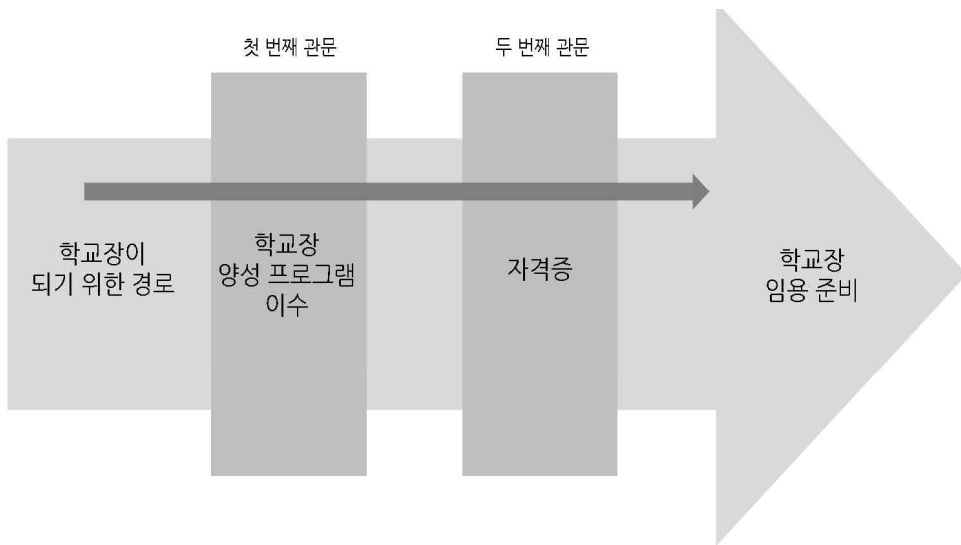 첫 번째 관문
두 번째 관문
학교장이
되기 위한 경로
학교장
양성 프로그램
이수
자격증
학교장
임용 준비